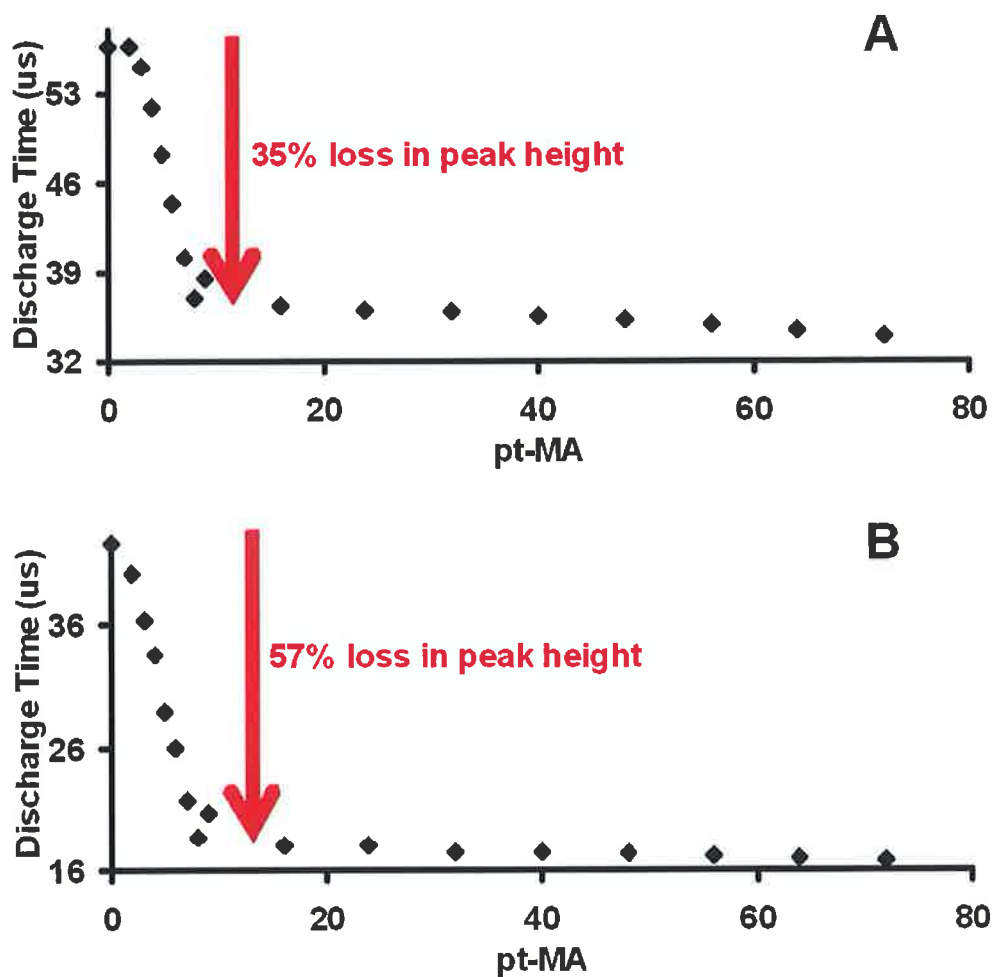 A
Discharge Time (us)
53
46
39
32
35% loss in peak height
0 20 40 60 80
pt-MA
B
Discharge Time (us)
36
26
16
57% loss in peak height
0 20 40 60 80
pt-MA